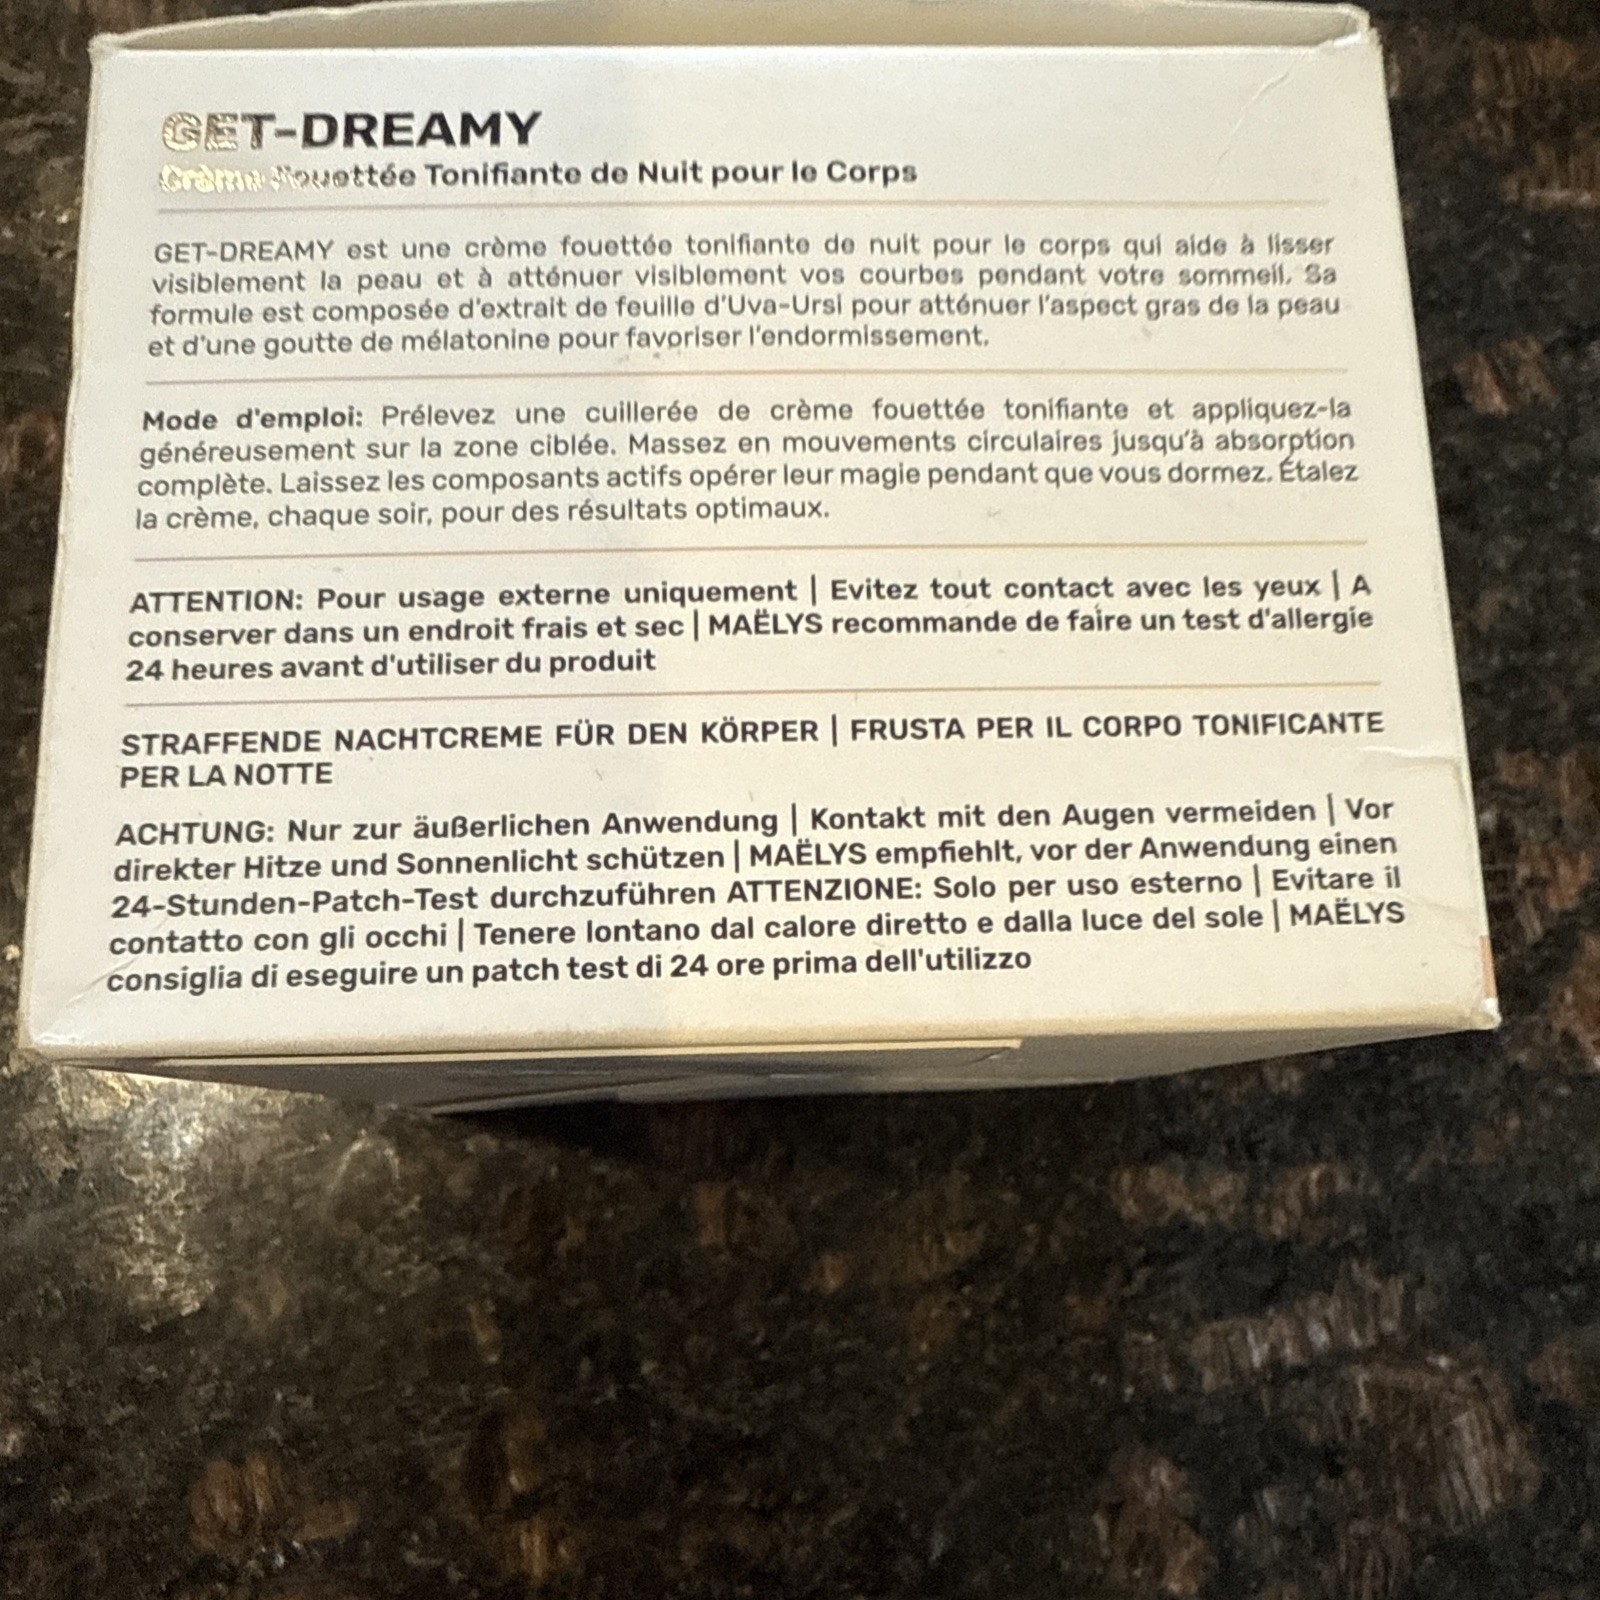 GET-DREAMY
Crème Fouettée Tonifiante de Nuit pour le Corps
GET-DREAMY est une crème fouettée tonifiante de nuit pour le corps qui aide à lisser
visiblement la peau et à atténuer visiblement vos courbes pendant votre sommeil. Sa
formule est composée d'extrait de feuille d'Uva-Ursi pour atténuer l'aspect gras de la peau
et d'une goutte de mélatonine pour favoriser l'endormissement.
Mode d'emploi: Prélevez une cuillerée de crème fouettée tonifiante et appliquez-la
généreusement sur la zone ciblée. Massez en mouvements circulaires jusqu'à absorption
complète. Laissez les composants actifs opérer leur magie pendant que vous dormez. Étalez
la crème, chaque soir, pour des résultats optimaux.
ATTENTION: Pour usage externe uniquement | Evitez tout contact avec les yeux | A
conserver dans un endroit frais et sec | MAËLYS recommande de faire un test d'allergie
24 heures avant d'utiliser du produit
STRAFFENDE NACHTCREME FÜR DEN KÖRPER | FRUSTA PER IL CORPO TONIFICANTE
PER LA NOTTE
ACHTUNG: Nur zur äußerlichen Anwendung | Kontakt mit den Augen vermeiden | Vor
direkter Hitze und Sonnenlicht schützen | MAËLYS empfiehlt, vor der Anwendung einen
24-Stunden-Patch-Test durchzuführen ATTENZIONE: Solo per uso esterno | Evitare il
contatto con gli occhi | Tenere lontano dal calore diretto e dalla luce del sole | MAËLYS
consiglia di eseguire un patch test di 24 ore prima dell'utilizzo